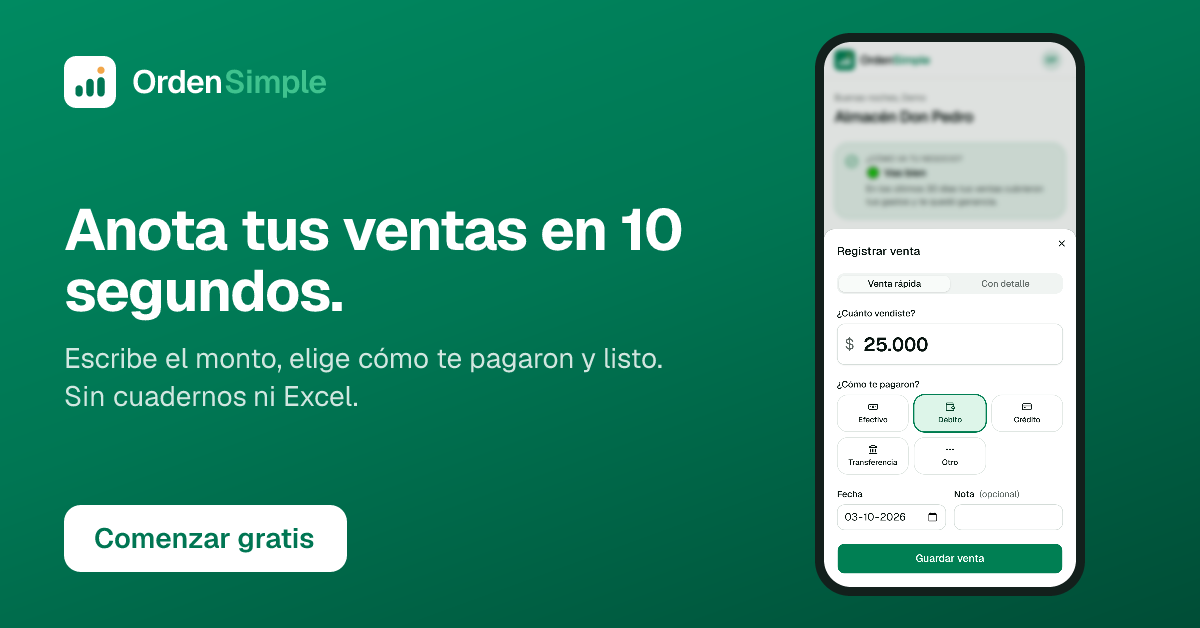 OrdenSimple
Anota tus ventas en 10
segundos.
Escribe el monto, elige cómo te pagaron y listo.
Sin cuadernos ni Excel.
Comenzar gratis
OrdenSimple
Almacén Don Pedro
Vas bien
Registrar venta
Venta rápida
Con detalle
¿Cuánto vendiste?
$ 25.000
¿Cómo te pagaron?
Efectivo
Débito
Crédito
Transferencia
Otro
Fecha
Nota (opcional)
03-10-2026
Guardar venta